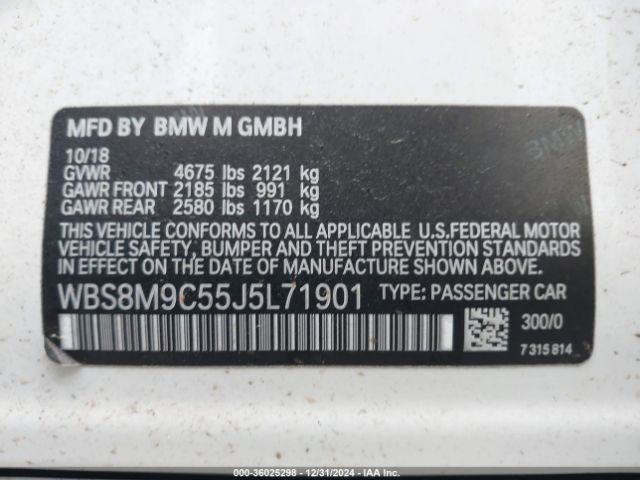 MFD BY BMW M GMBH
10/18
GVWR 4675 lbs 2121 kg
GAWR FRONT 2185 lbs 991 kg
GAWR REAR 2580 lbs 1170 kg
THIS VEHICLE CONFORMS TO ALL APPLICABLE U.S.FEDERAL MOTOR
VEHICLE SAFETY, BUMPER AND THEFT PREVENTION STANDARDS
IN EFFECT ON THE DATE OF MANUFACTURE SHOWN ABOVE.
WBS8M9C55J5L71901 TYPE: PASSENGER CAR
300/0
7 315 814
000-36025298 - 12/31/2024 - IAA Inc.